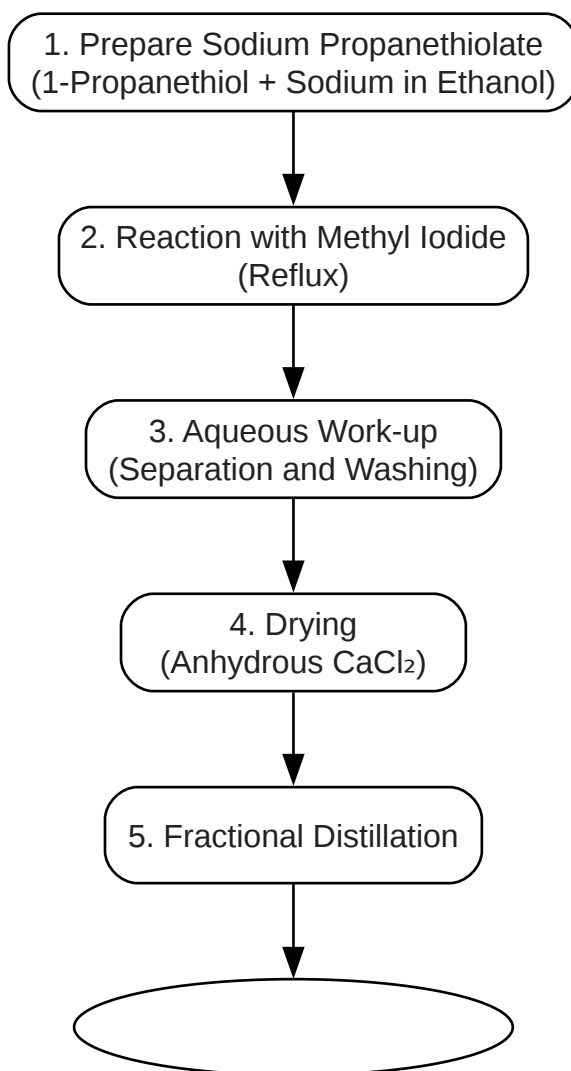 1. Prepare Sodium Propanethiolate
(1-Propanethiol + Sodium in Ethanol)
2. Reaction with Methyl Iodide
(Reflux)
3. Aqueous Work-up
(Separation and Washing)
4. Drying
(Anhydrous CaCl₂)
5. Fractional Distillation